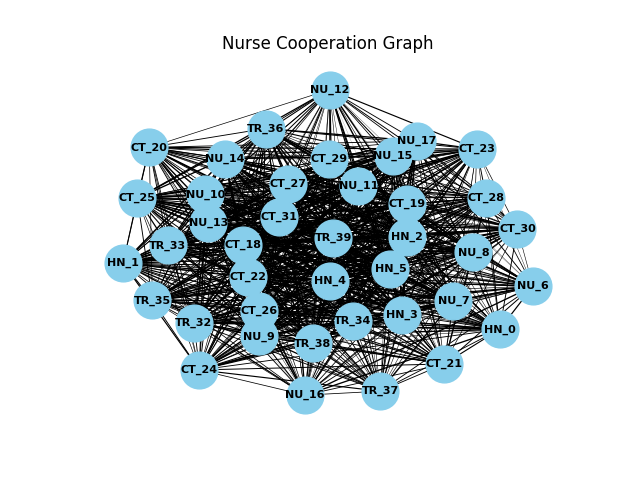 Nurse Cooperation Graph
NU_12
TR_36
NU_17
CT_20
CT_23
NU_15
NU_14
CT_29
CT_27
NU_11
NU_10
CT_25
CT_28
CT_19
CT_31
NU_13
CT_30
HN_2
TR_39
TR_33
CT_18
NU_8
HN_1
HN_5
CT_22
HN_4
NU_6
TR_35
NU_7
CT_26
HN_3
TR_34
TR_32
HN_0
NU_9
TR_38
CT_21
CT_24
TR_37
NU_16